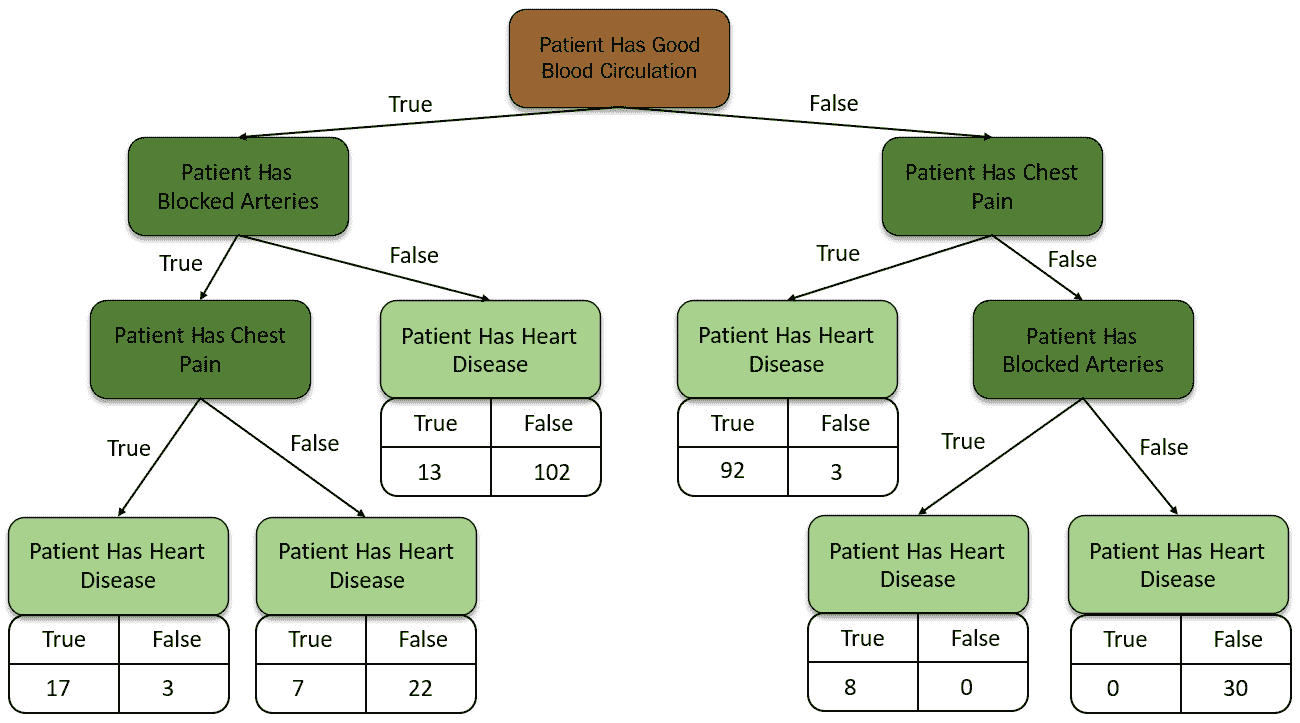 Patient Has Good
Blood Circulation
True
False
Patient Has
Blocked Arteries
Patient Has Chest
Pain
True
False
True
False
Patient Has Chest
Pain
Patient Has Heart
Disease
True False
13 102
Patient Has Heart
Disease
True False
92 3
Patient Has
Blocked Arteries
True
False
True
False
Patient Has Heart
Disease
True False
17 3
Patient Has Heart
Disease
True False
7 22
Patient Has Heart
Disease
True False
8 0
Patient Has Heart
Disease
True False
0 30